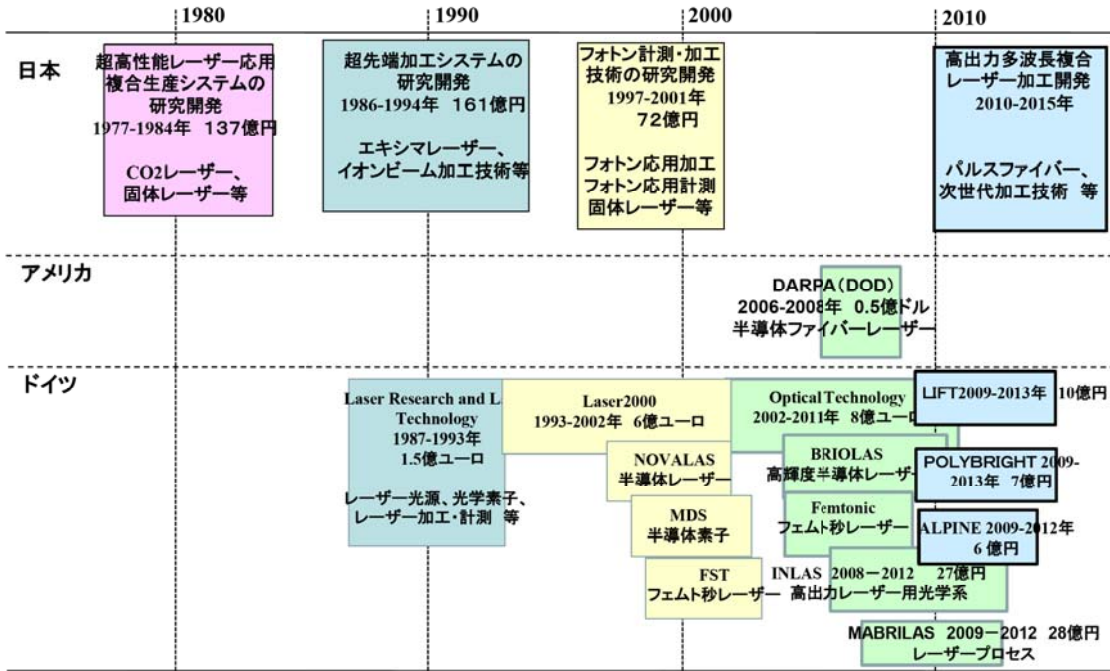 1980
1990
2000
2010
日本
超高性能レーザー応用
複合生産システムの
研究開発
1977-1984年 137億円
CO2レーザー、
固体レーザー等
超先端加工システムの
研究開発
1986-1994年 161億円
エキシマレーザー、
イオンビーム加工技術等
フォトン計測・加工
技術の研究開発
1997-2001年
72億円
フォトン応用加工
フォトン応用計測
固体レーザー等
高出力多波長複合
レーザー加工開発
2010-2015年
パルスファイバー、
次世代加工技術 等
アメリカ
DARPA(DOD)
2006-2008年 0.5億ドル
半導体ファイバーレーザー
ドイツ
Laser Research and L
Technology
1987-1993年
1.5億ユーロ
レーザー光源、光学素子、
レーザー加工・計測 等
Laser2000
1993-2002年 6億ユーロ
NOVALAS
半導体レーザー
MDS
半導体素子
FST
フェムト秒レーザー
Optical Technology
2002-2011年 8億ユーロ
BRIOLAS
高輝度半導体レーザー
Femtonic
フェムト秒レーザー
INLAS 2008－2012 27億円
高出力レーザー用光学系
MABRILAS 2009－2012 28億円
レーザープロセス
LIFT2009-2013年 10億円
POLYBRIGHT 2009-
2013年 7億円
ALPINE 2009-2012年
6 億円